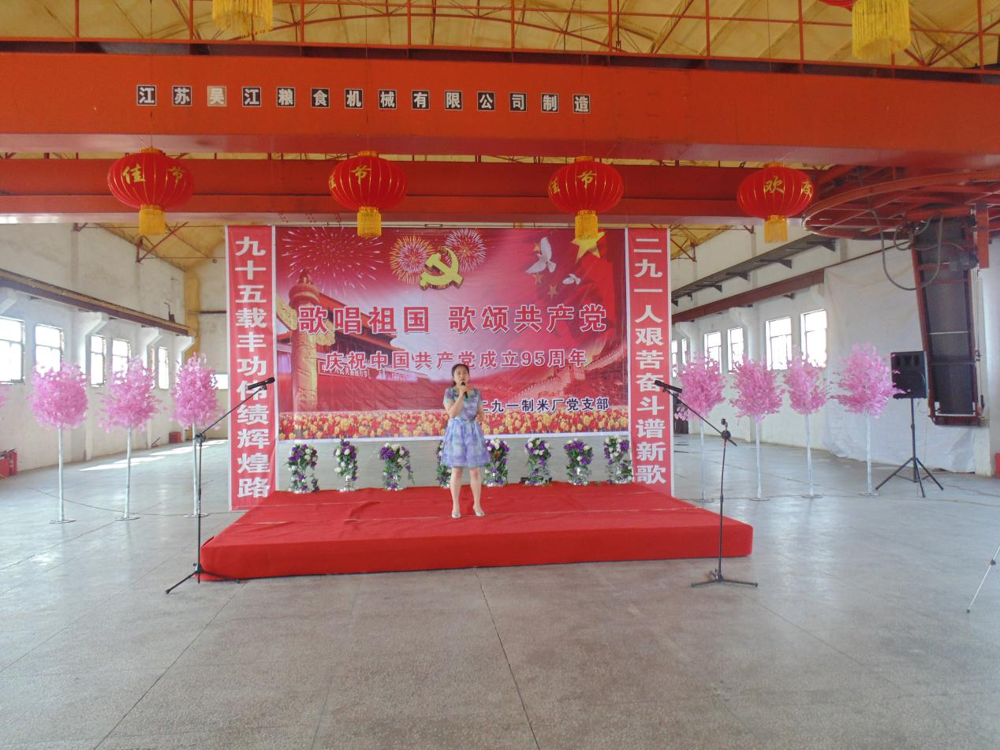 江苏吴江粮食机械有限公司制造
佳节
佳节
佳节
欢度
九十五载丰功伟绩辉煌路
歌唱祖国 歌颂共产党
庆祝中国共产党成立95周年
二九一制米厂党支部
二九一人艰苦奋斗谱新歌